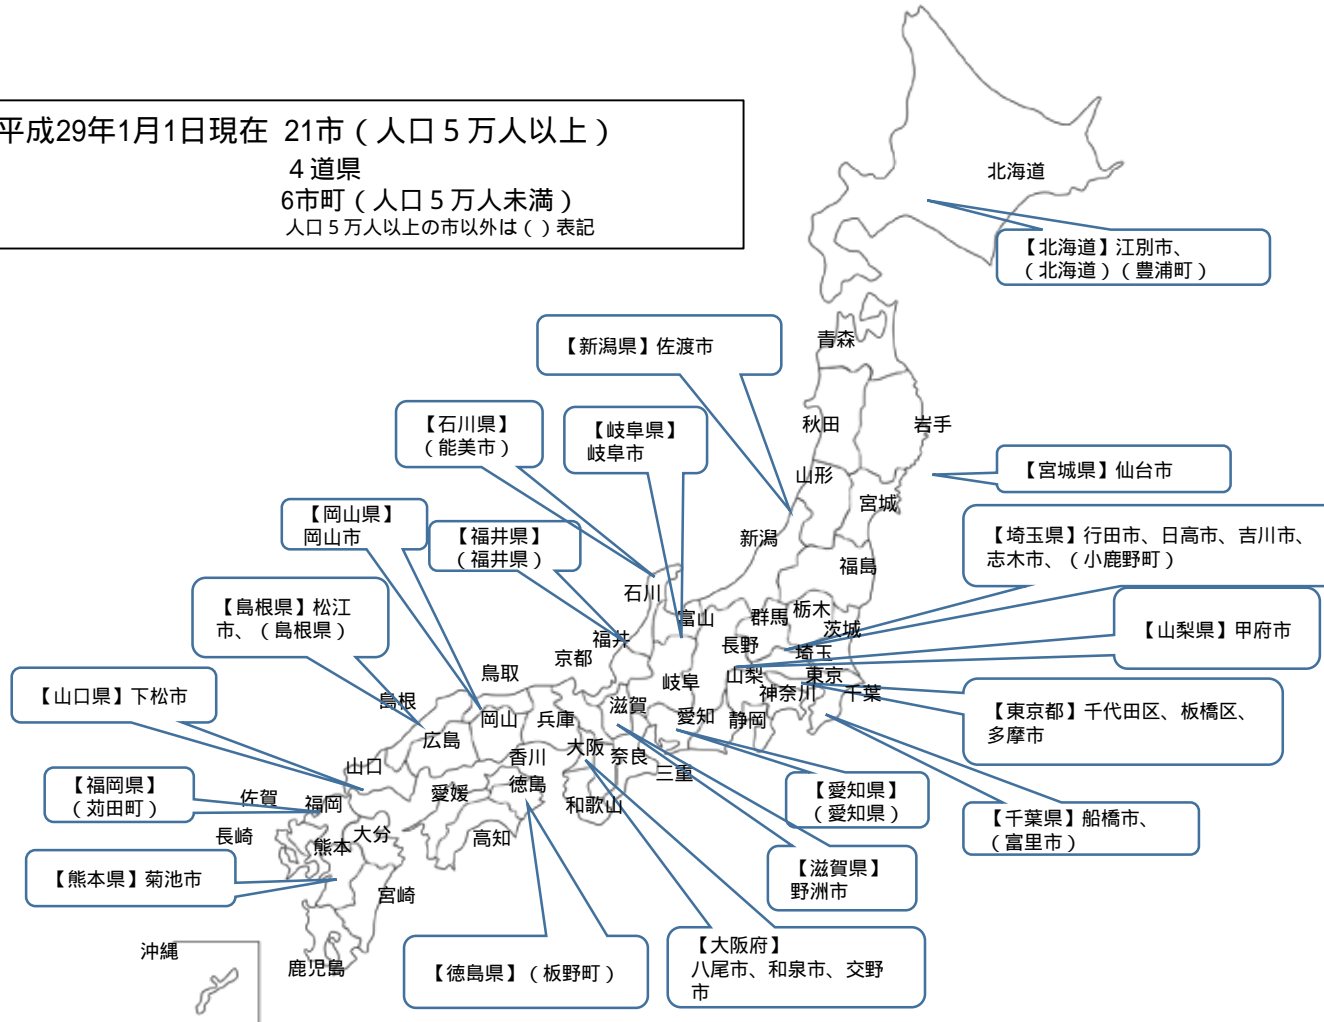 平成29年1月1日現在 21市（人口５万人以上）
４道県
6市町（人口５万人未満）
人口５万人以上の市以外は（ ）表記
北海道
【北海道】江別市、
（北海道）（豊浦町）
青森
【新潟県】佐渡市
秋田
岩手
【石川県】
（能美市）
【岐阜県】
岐阜市
山形
【宮城県】仙台市
宮城
【岡山県】
岡山市
【福井県】
（福井県）
新潟
【埼玉県】行田市、日高市、吉川市、
志木市、（小鹿野町）
福島
石川
【島根県】松江
市、（島根県）
富山
群馬
栃木
茨城
【山梨県】甲府市
福井
長野
埼玉
京都
鳥取
岐阜
山梨
東京
神奈川
千葉
【山口県】下松市
島根
岡山
兵庫
滋賀
愛知
静岡
【東京都】千代田区、板橋区、
多摩市
広島
大阪
奈良
香川
三重
山口
【福岡県】
（苅田町）
佐賀
福岡
愛媛
徳島
和歌山
【愛知県】
（愛知県）
【千葉県】船橋市、
（富里市）
長崎
熊本
大分
高知
【滋賀県】
野洲市
【熊本県】菊池市
宮崎
沖縄
鹿児島
【徳島県】（板野町）
【大阪府】
八尾市、和泉市、交野
市